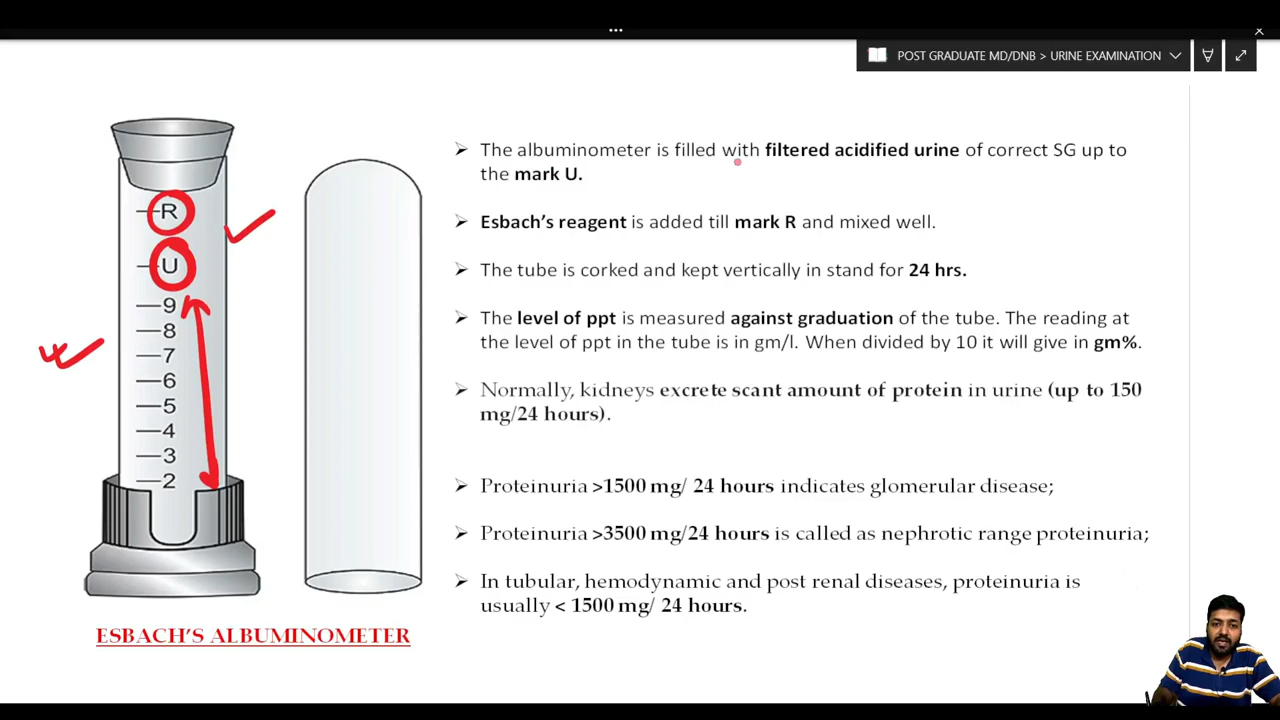 POST GRADUATE MD/DNB > URINE EXAMINATION
R
U
9
8
7
6
5
4
3
2
ESBACH'S ALBUMINOMETER
➢ The albuminometer is filled with filtered acidified urine of correct SG up to
the mark U.
➢ Esbach's reagent is added till mark R and mixed well.
➢ The tube is corked and kept vertically in stand for 24 hrs.
➢ The level of ppt is measured against graduation of the tube. The reading at
the level of ppt in the tube is in gm/l. When divided by 10 it will give in gm%.
➢ Normally, kidneys excrete scant amount of protein in urine (up to 150
mg/24 hours).
➢ Proteinuria >1500 mg/ 24 hours indicates glomerular disease;
➢ Proteinuria >3500 mg/24 hours is called as nephrotic range proteinuria;
➢ In tubular, hemodynamic and post renal diseases, proteinuria is
usually < 1500 mg/ 24 hours.